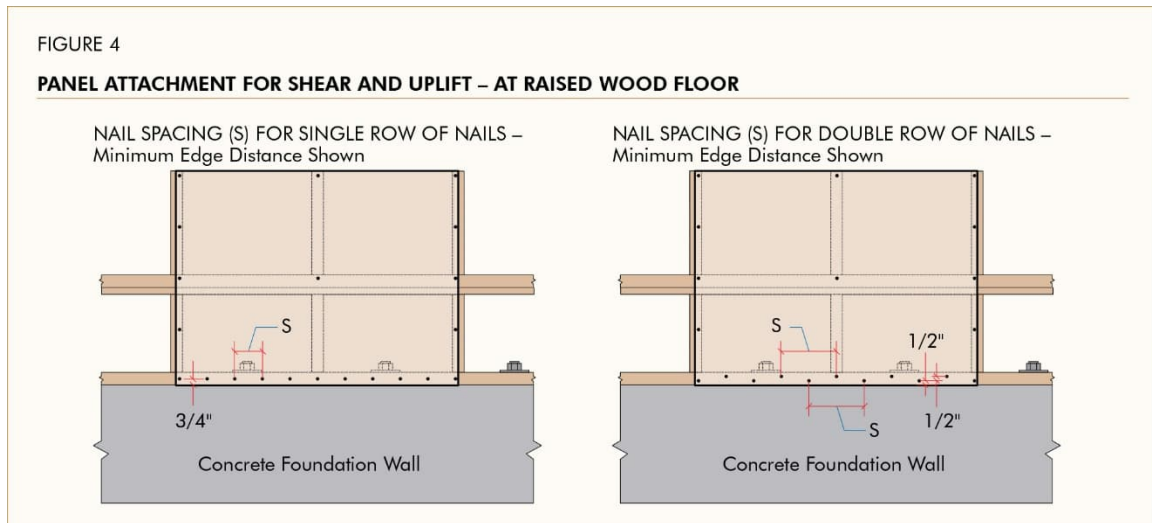 FIGURE 4
PANEL ATTACHMENT FOR SHEAR AND UPLIFT – AT RAISED WOOD FLOOR
NAIL SPACING (S) FOR SINGLE ROW OF NAILS –
Minimum Edge Distance Shown
S
3/4"
Concrete Foundation Wall
NAIL SPACING (S) FOR DOUBLE ROW OF NAILS –
Minimum Edge Distance Shown
S
1/2"
1/2"
S
Concrete Foundation Wall